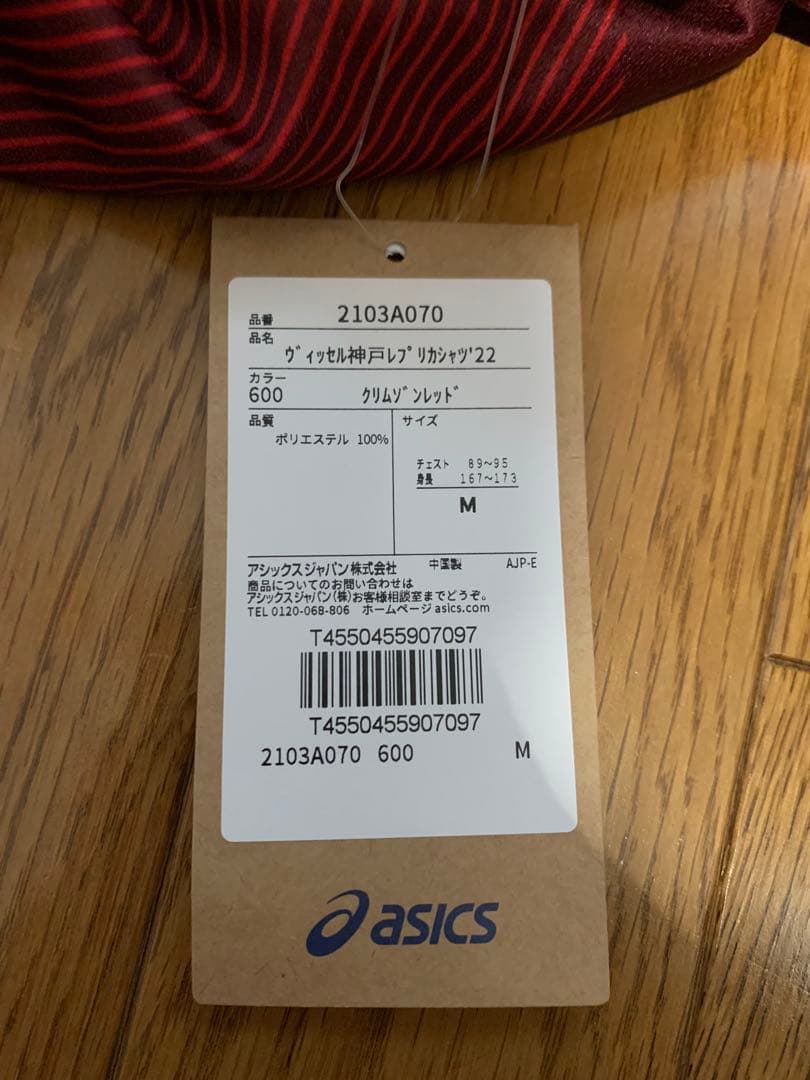 品番 2103A070
品名
ヴィッセル神戸レプリカシャツ'22
カラー
600 クリムゾンレッド
品質
ポリエステル 100%
サイズ
チェスト 89~95
身長 167~173
M
アシックスジャパン株式会社 中国製 AJP-E
商品についてのお問い合わせは
アシックスジャパン(株)お客様相談室までどうぞ。
TEL 0120-068-806 ホームページ asics.com
T4550455907097
T4550455907097
2103A070 600 M
asics